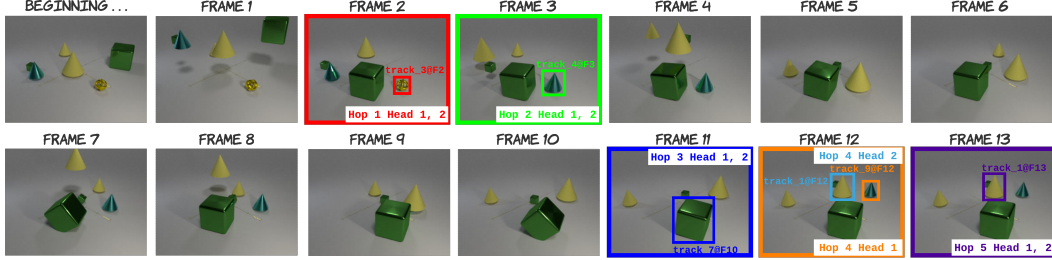 BEGINNING ...
FRAME 1
FRAME 2
FRAME 3
FRAME 4
FRAME 5
FRAME 6
track_3@F2
Hop 1 Head 1, 2
track_4@F3
Hop 2 Head 1, 2
FRAME 7
FRAME 8
FRAME 9
FRAME 10
FRAME 11
FRAME 12
FRAME 13
Hop 3 Head 1, 2
track_7@F10
Hop 4 Head 2
track_9@F12
track_1@F12
Hop 4 Head 1
track_1@F13
Hop 5 Head 1, 2